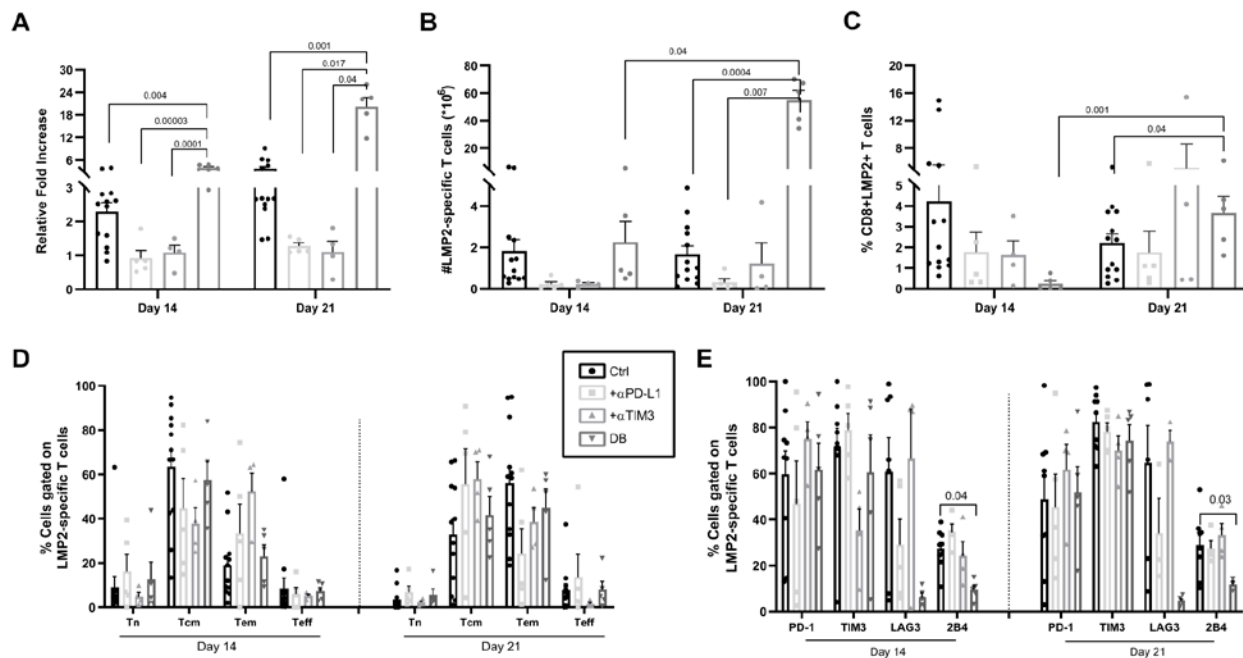 A
Relative Fold Increase
30
24
18
12
6
3
2
1
0
0.004
0.00003
0.0001
0.001
0.017
0.04
Day 14
Day 21
B
#LMP2-specific T cells (*10⁶)
80
60
40
20
6
4
2
0
0.04
0.0004
0.007
Day 14
Day 21
C
% CD8+LMP2+ T cells
20
15
10
5
5
4
3
2
1
0
0.001
0.04
Day 14
Day 21
D
% Cells gated on
LMP2-specific T cells
100
80
60
40
20
0
Tn Tcm Tem Teff
Day 14
Tn Tcm Tem Teff
Day 21
Ctrl
+αPD-L1
+αTIM3
DB
E
% Cells gated on
LMP2-specific T cells
100
80
60
40
20
0
0.04
0.03
PD-1 TIM3 LAG3 2B4
Day 14
PD-1 TIM3 LAG3 2B4
Day 21